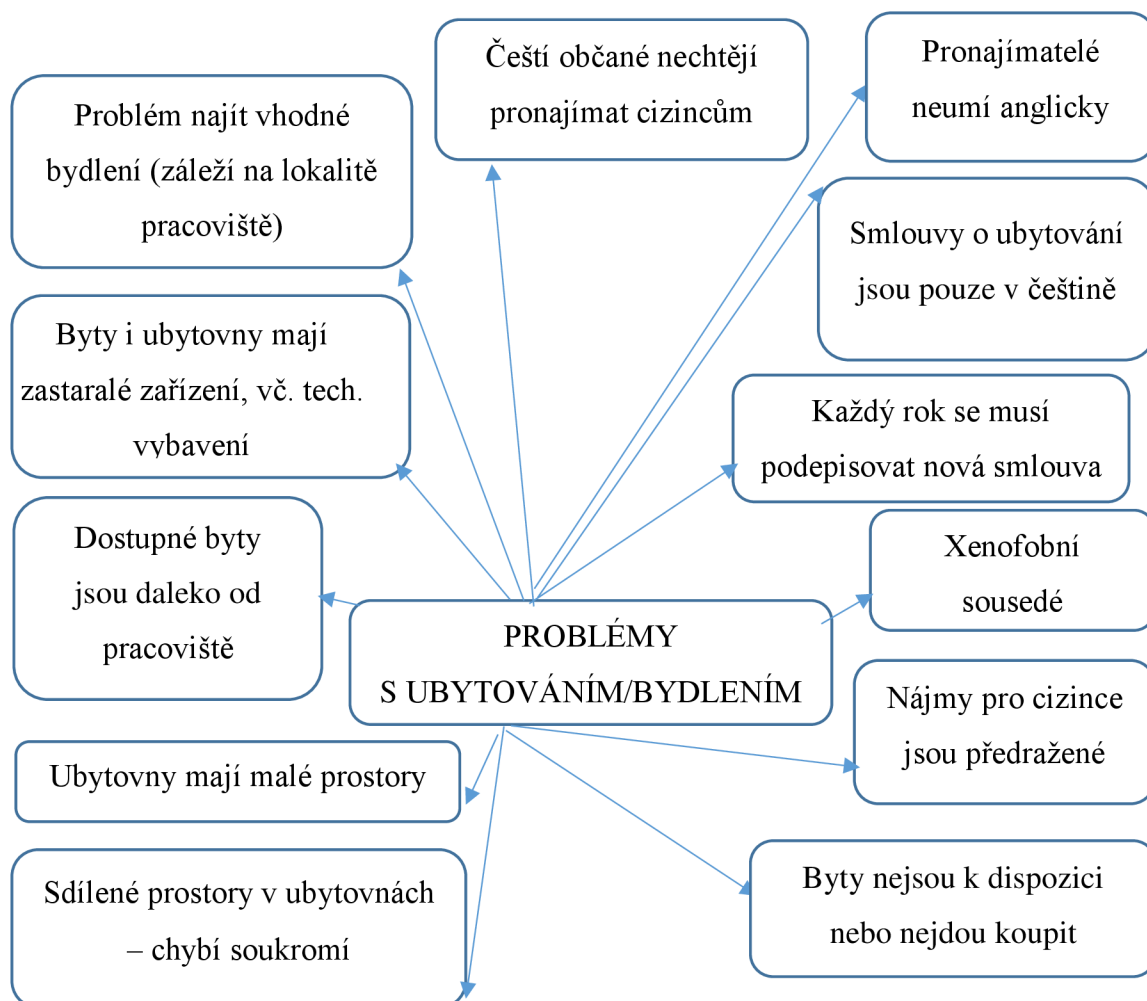 Čeští občané nechtějí
pronajímat cizincům
Pronajímatelé
neumí anglicky
Problém najít vhodné
bydlení (záleží na lokalitě
pracoviště)
Smlouvy o ubytování
jsou pouze v češtině
Byty i ubytovny mají
zastaralé zařízení, vč. tech.
vybavení
Každý rok se musí
podepisovat nová smlouva
Dostupné byty
jsou daleko od
pracoviště
Xenofobní
sousedé
PROBLÉMY
S UBYTOVÁNÍM/BYDLENÍM
Nájmy pro cizince
jsou předražené
Ubytovny mají malé prostory
Sdílené prostory v ubytovnách
– chybí soukromí
Byty nejsou k dispozici
nebo nejdou koupit